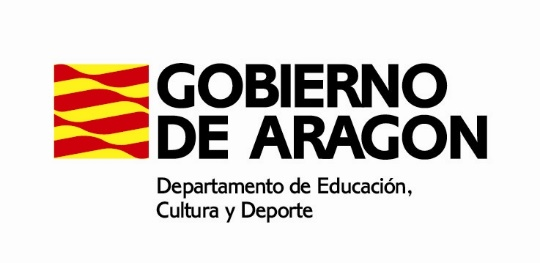 GOBIERNO
DE ARAGON
Departamento de Educación,
Cultura y Deporte